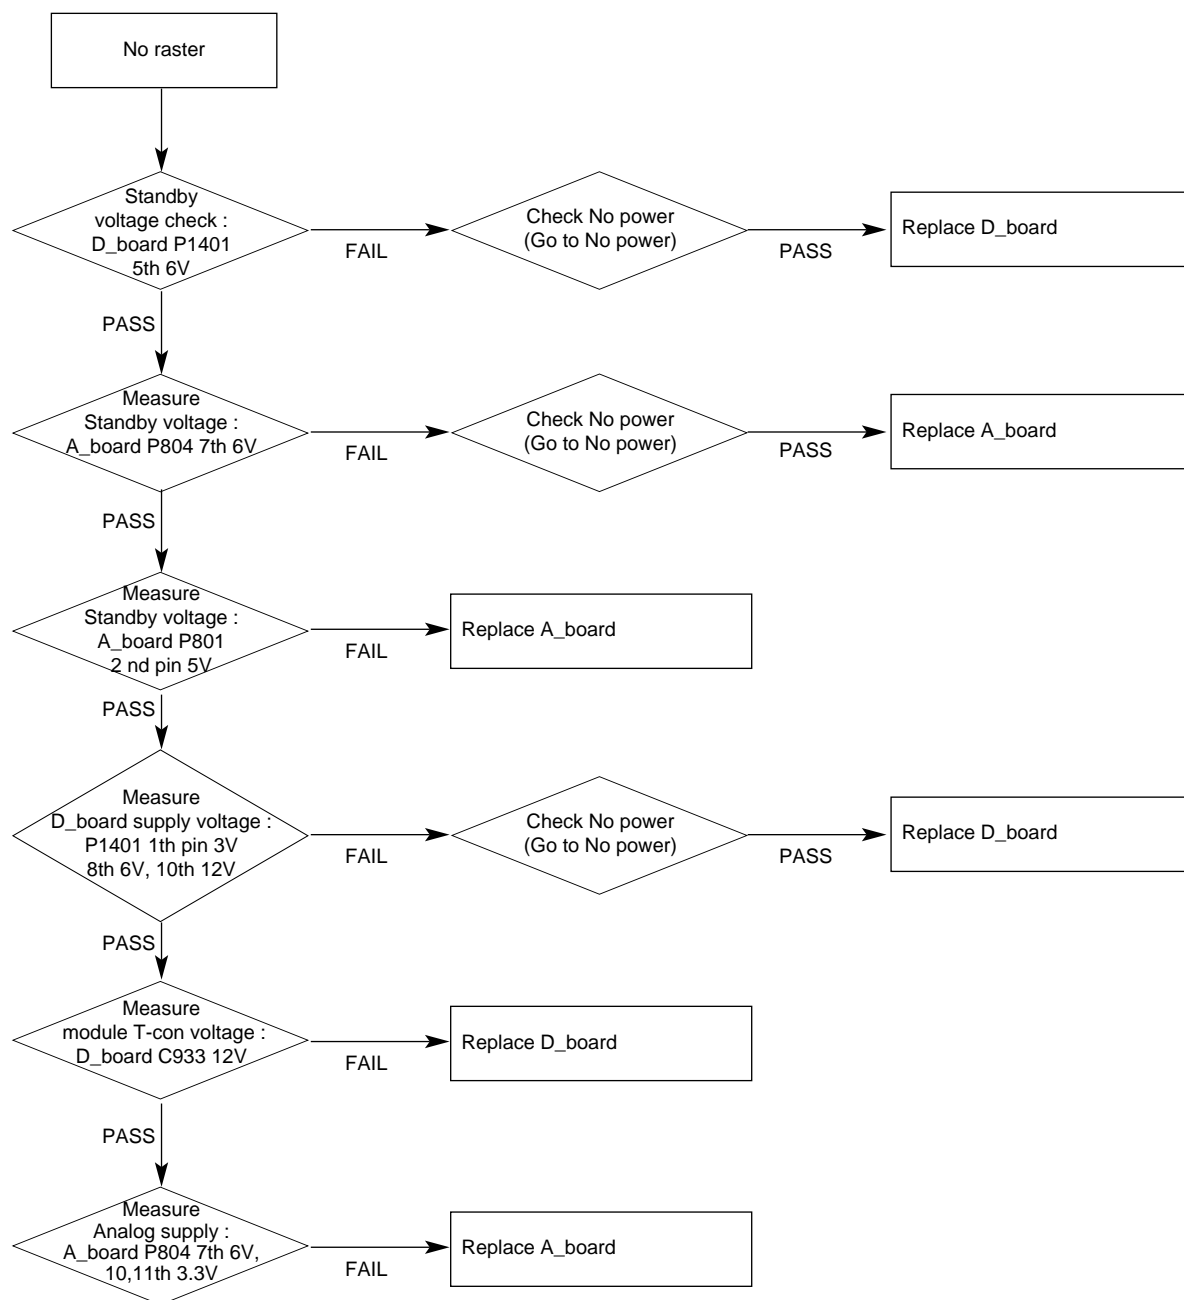 No raster
Standby
voltage check :
D_board P1401
5th 6V
FAIL
Check No power
(Go to No power)
PASS
Replace D_board
PASS
Measure
Standby voltage :
A_board P804 7th 6V
FAIL
Check No power
(Go to No power)
PASS
Replace A_board
PASS
Measure
Standby voltage :
A_board P801
2 nd pin 5V
FAIL
Replace A_board
PASS
Measure
D_board supply voltage :
P1401 1th pin 3V
8th 6V, 10th 12V
FAIL
Check No power
(Go to No power)
PASS
Replace D_board
PASS
Measure
module T-con voltage :
D_board C933 12V
FAIL
Replace D_board
PASS
Measure
Analog supply :
A_board P804 7th 6V,
10,11th 3.3V
FAIL
Replace A_board